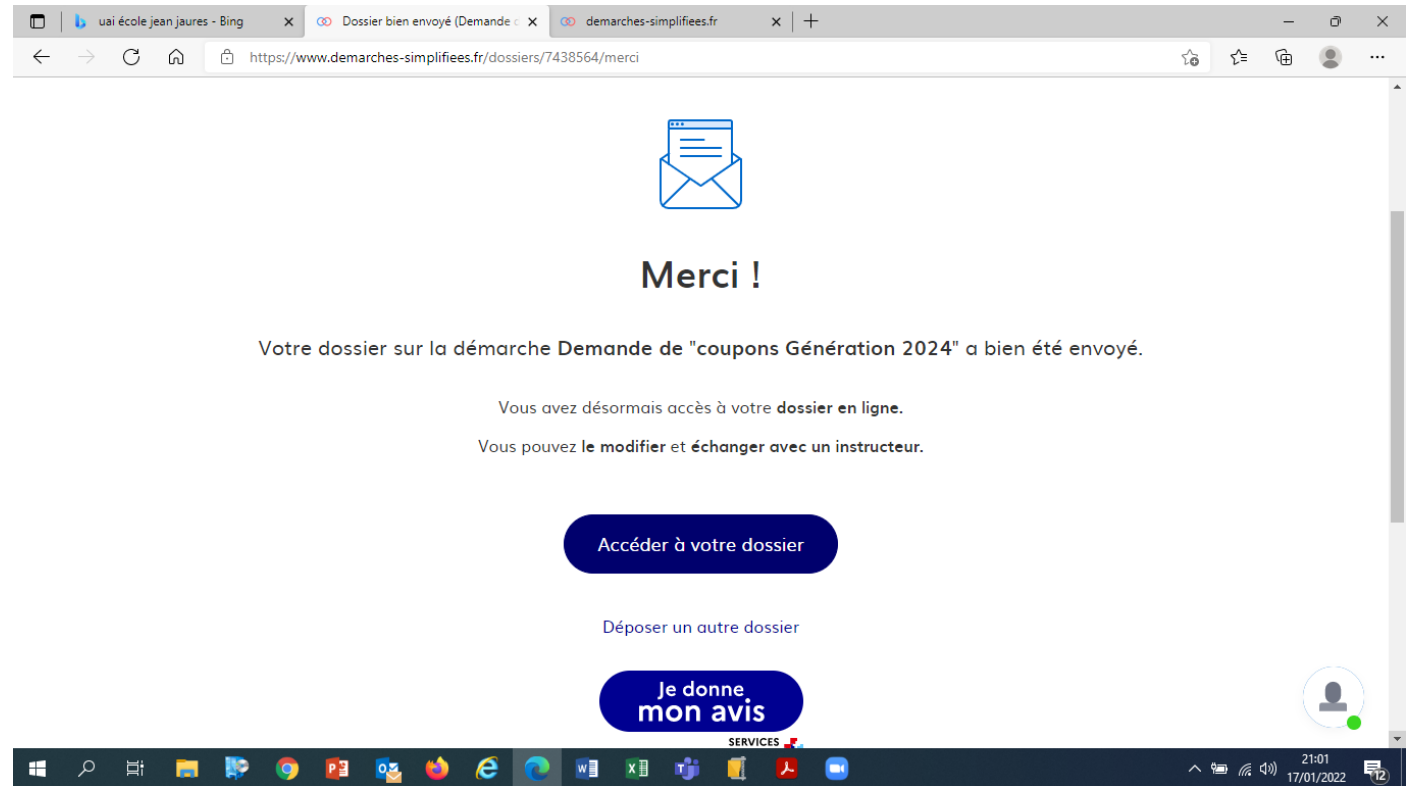 uai école jean jaures - Bing
Dossier bien envoyé (Demande d
demarches-simplifiees.fr
https://www.demarches-simplifiees.fr/dossiers/7438564/merci
Merci !
Votre dossier sur la démarche Demande de "coupons Génération 2024" a bien été envoyé.
Vous avez désormais accès à votre dossier en ligne.
Vous pouvez le modifier et échanger avec un instructeur.
Accéder à votre dossier
Déposer un autre dossier
Je donne
mon avis
SERVICES
21:01
17/01/2022
12